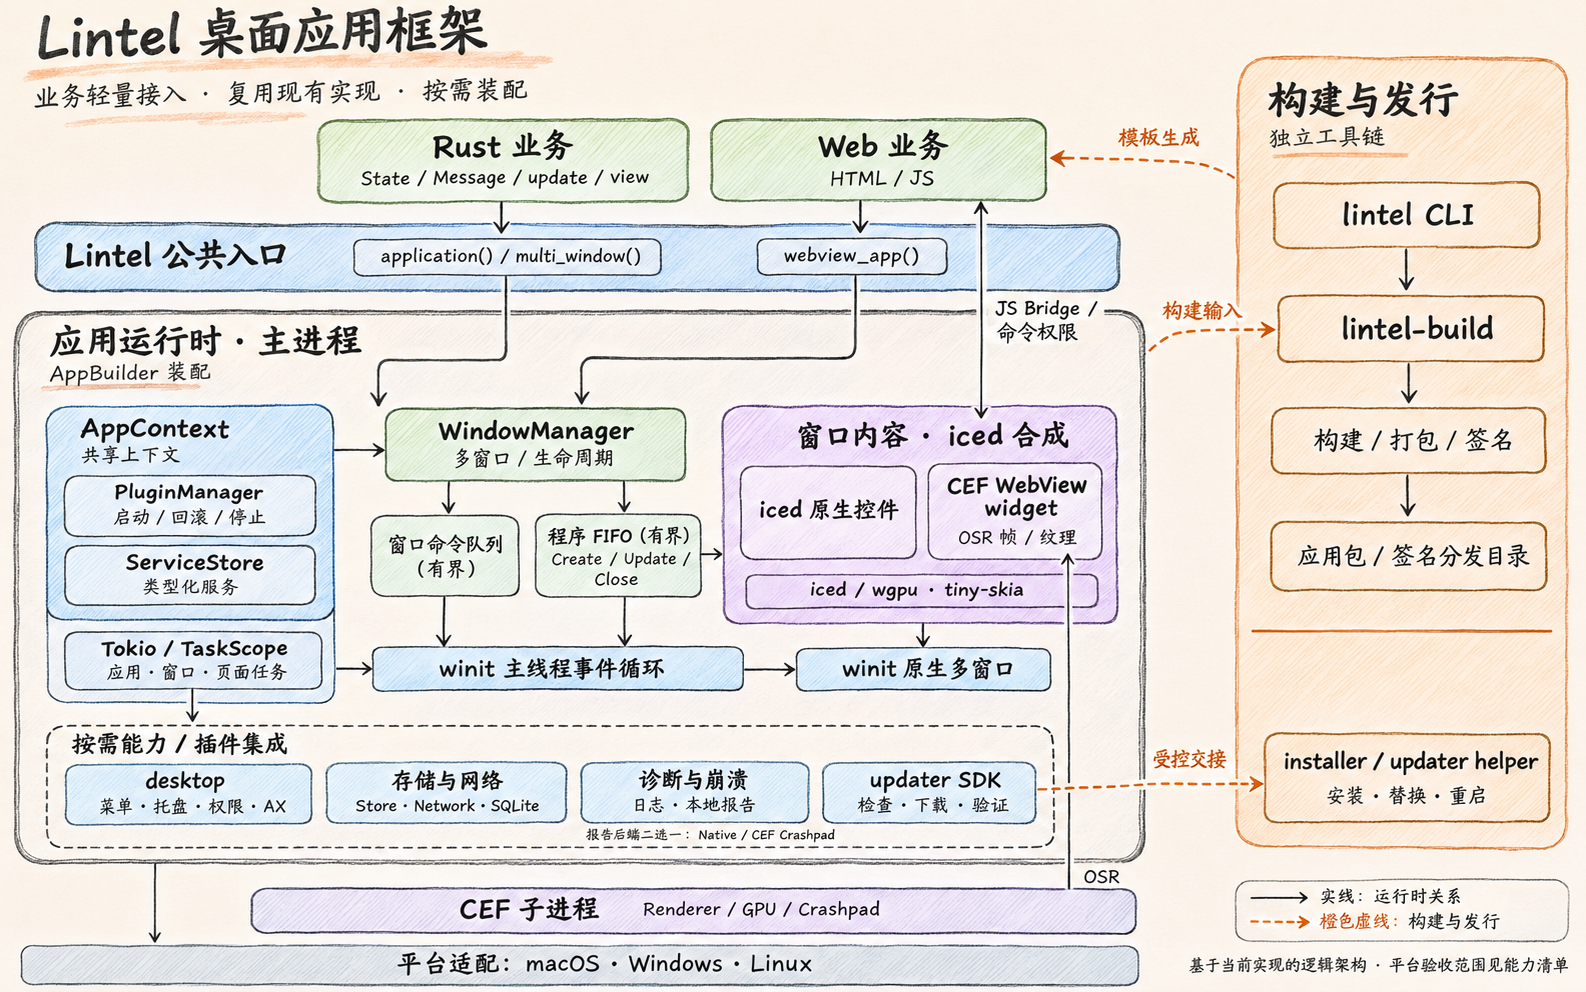 Lintel 桌面应用框架
业务轻量接入 · 复用现有实现 · 按需装配
Rust 业务
State / Message / update / view
Web 业务
HTML / JS
模板生成
Lintel 公共入口
application() / multi_window()
webview_app()
JS Bridge /
命令权限
构建输入
应用运行时 · 主进程
AppBuilder 装配
AppContext
共享上下文
PluginManager
启动 / 回滚 / 停止
ServiceStore
类型化服务
Tokio / TaskScope
应用 · 窗口 · 页面任务
WindowManager
多窗口 / 生命周期
窗口命令队列
(有界)
程序 FIFO (有界)
Create / Update /
Close
窗口内容 · iced 合成
iced 原生控件
CEF WebView
widget
OSR 帧 / 纹理
iced / wgpu · tiny-skia
winit 主线程事件循环
winit 原生多窗口
按需能力 / 插件集成
desktop
菜单 · 托盘 · 权限 · AX
存储与网络
Store · Network · SQLite
诊断与崩溃
日志 · 本地报告
updater SDK
检查 · 下载 · 验证
报告后端二选一: Native / CEF Crashpad
受控交接
OSR
CEF 子进程 Renderer / GPU / Crashpad
平台适配: macOS · Windows · Linux
构建与发行
独立工具链
lintel CLI
lintel-build
构建 / 打包 / 签名
应用包 / 签名分发目录
installer / updater helper
安装 · 替换 · 重启
实线: 运行时关系
橙色虚线: 构建与发行
基于当前实现的逻辑架构 · 平台验收范围见能力清单